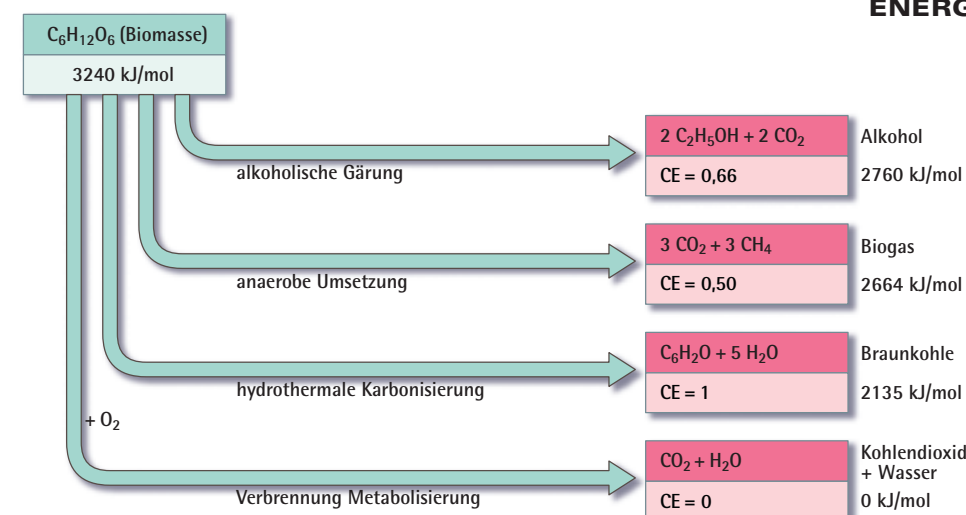 ENERG
C₆H₁₂O₆ (Biomasse)
3240 kJ/mol
2 C₂H₅OH + 2 CO₂
Alkohol
CE = 0,66
2760 kJ/mol
alkoholische Gärung
3 CO₂ + 3 CH₄
Biogas
CE = 0,50
2664 kJ/mol
anaerobe Umsetzung
C₆H₂O + 5 H₂O
Braunkohle
CE = 1
2135 kJ/mol
hydrothermale Karbonisierung
+ O₂
CO₂ + H₂O
Kohlendioxid
+ Wasser
CE = 0
0 kJ/mol
Verbrennung Metabolisierung